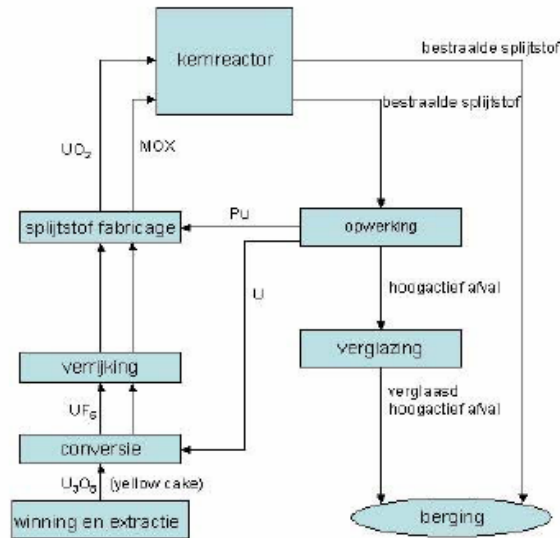 kernreactor
bestraalde splijtstof
bestraalde splijtstof
UO₂
MOX
splijtstof fabricage
Pu
opwerking
U
hoogactief afval
verrijking
verglazing
UF₆
verglaasd
hoogactief afval
conversie
U₃O₈ (yellow cake)
winning en extractie
berging